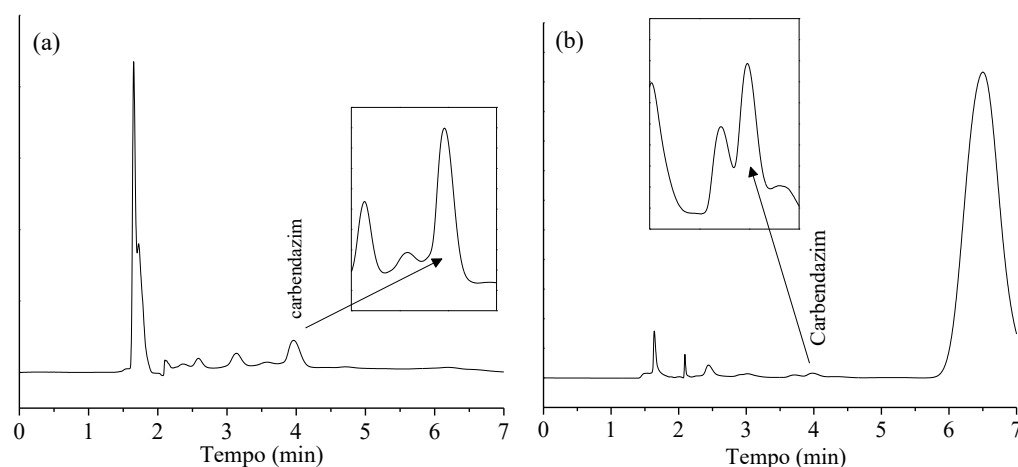 (a)
carbendazim
0 1 2 3 4 5 6 7
Tempo (min)
(b)
Carbendazim
0 1 2 3 4 5 6 7
Tempo (min)